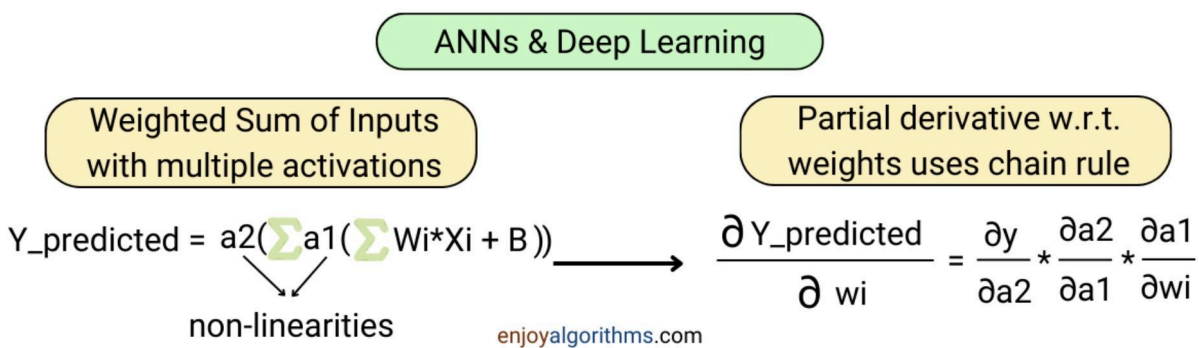 ANNs & Deep Learning
Weighted Sum of Inputs
with multiple activations
Y_predicted = a2(∑a1(∑Wi*Xi + B))
non-linearities
Partial derivative w.r.t.
weights uses chain rule
∂ Y_predicted / ∂ wi = ∂y/∂a2 * ∂a2/∂a1 * ∂a1/∂wi
enjoyalgorithms.com